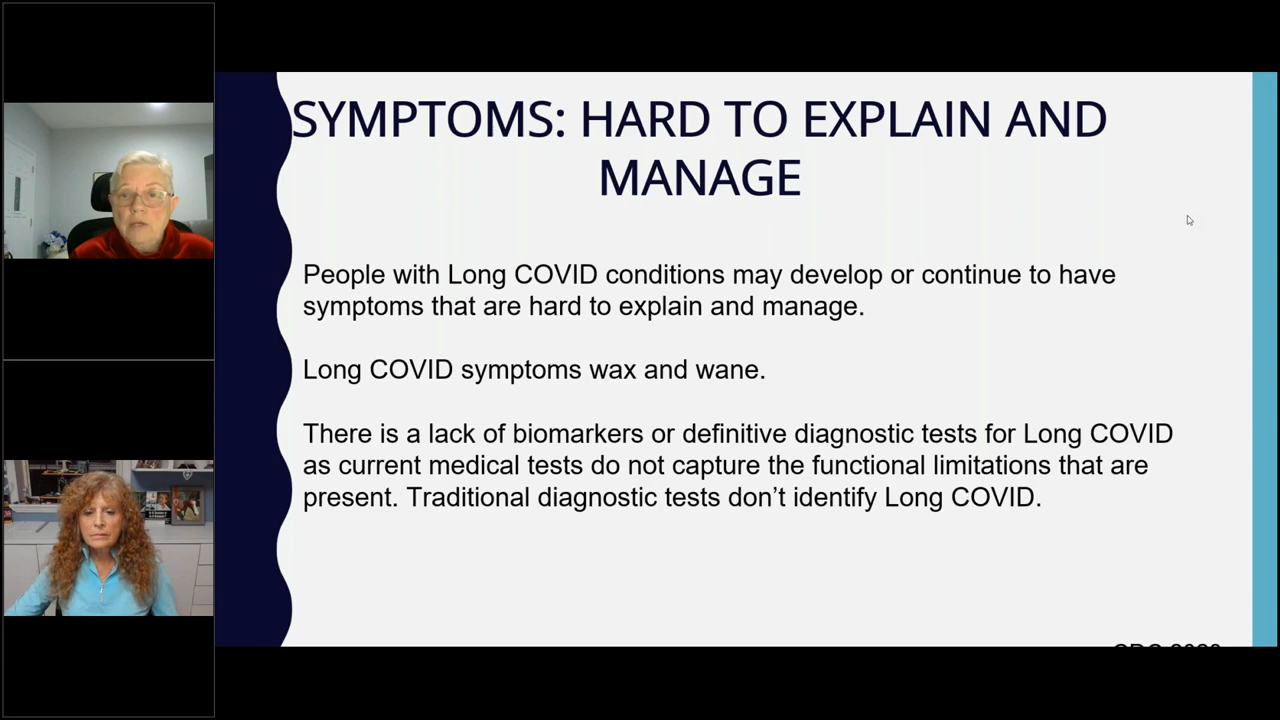 SYMPTOMS: HARD TO EXPLAIN AND
MANAGE
People with Long COVID conditions may develop or continue to have
symptoms that are hard to explain and manage.
Long COVID symptoms wax and wane.
There is a lack of biomarkers or definitive diagnostic tests for Long COVID
as current medical tests do not capture the functional limitations that are
present. Traditional diagnostic tests don’t identify Long COVID.